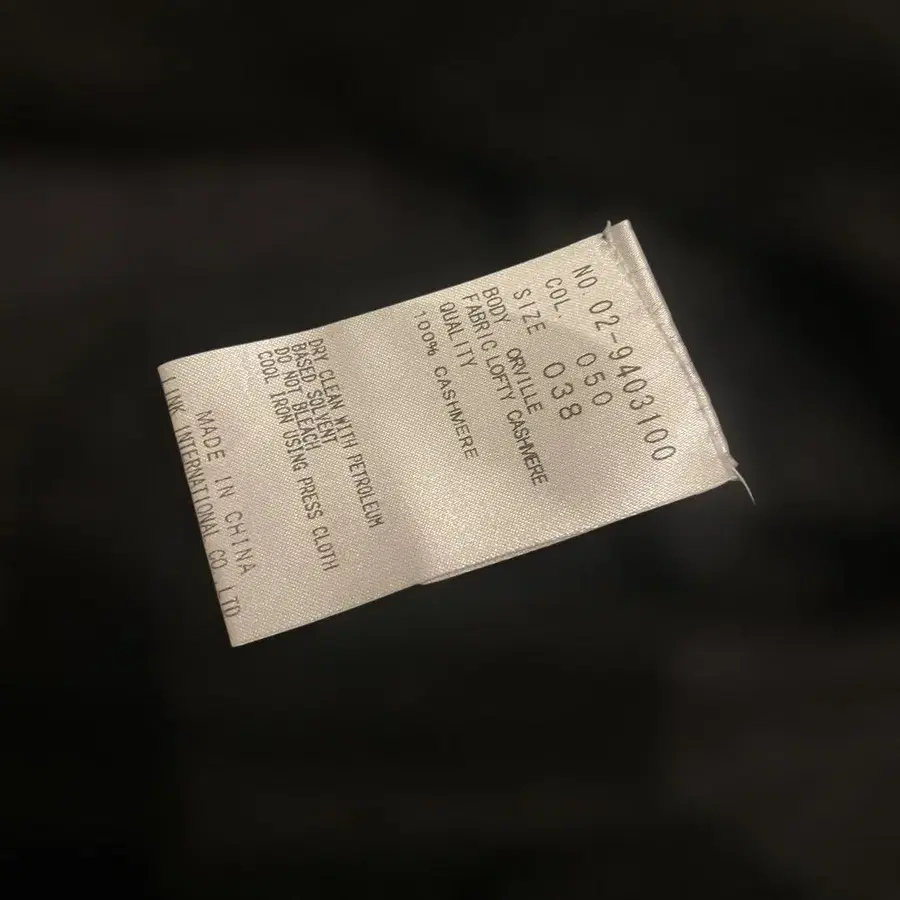 NO. 02-9403100
COL. 050
SIZE 038
BODY ORVILLE
FABRIC LOFTY CASHMERE
QUALITY
100% CASHMERE
DRY CLEAN WITH PETROLEUM
BASED SOLVENT
DO NOT BLEACH
COOL IRON USING PRESS CLOTH
MADE IN CHINA
LINK INTERNATIONAL CO.,LTD